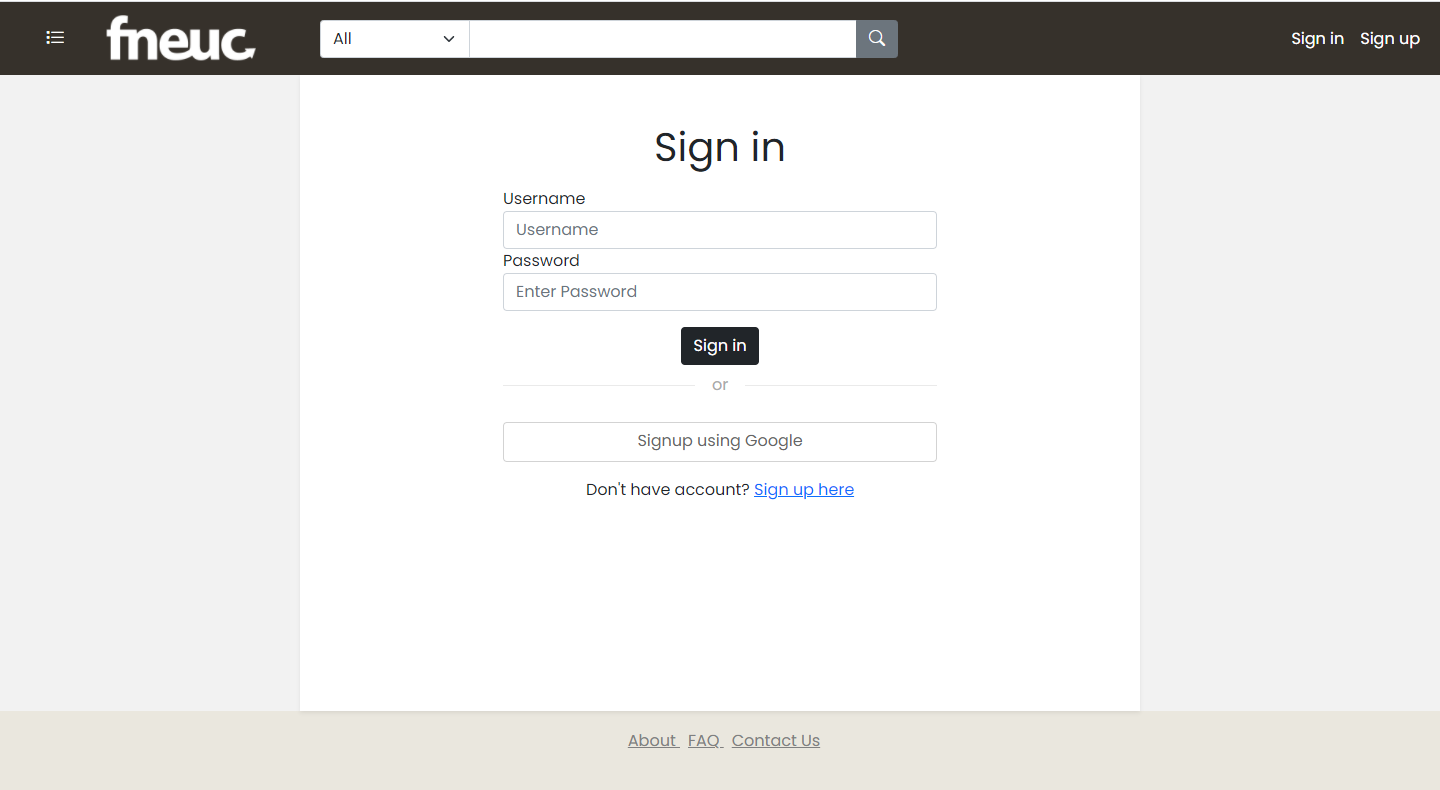 fneuc All Sign in Sign up
Sign in
Username
Username
Password
Enter Password
Sign in
or
Signup using Google
Don't have account? Sign up here
About FAQ Contact Us